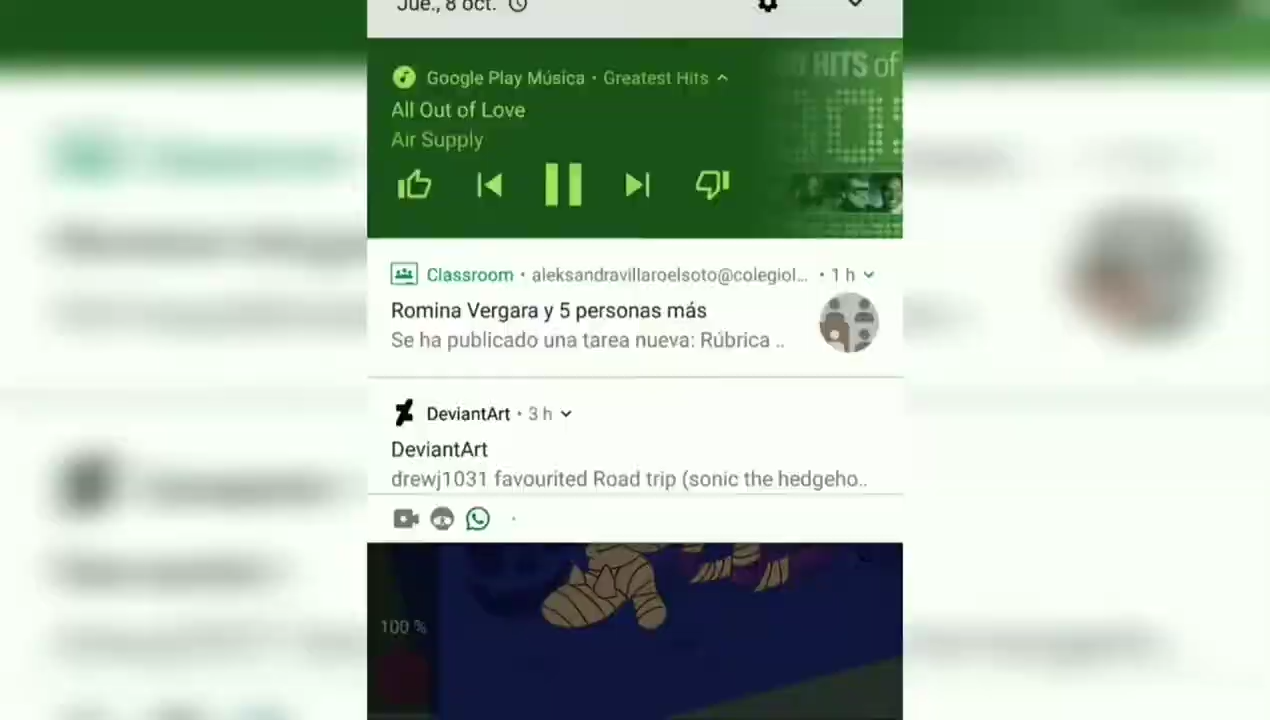 Jue., 8 oct.
Google Play Música · Greatest Hits
HITS of
All Out of Love
Air Supply
Classroom · aleksandravillaroelsoto@colegiol... · 1 h
Romina Vergara y 5 personas más
Se ha publicado una tarea nueva: Rúbrica ..
DeviantArt · 3 h
DeviantArt
drewj1031 favourited Road trip (sonic the hedgeho..
100 %